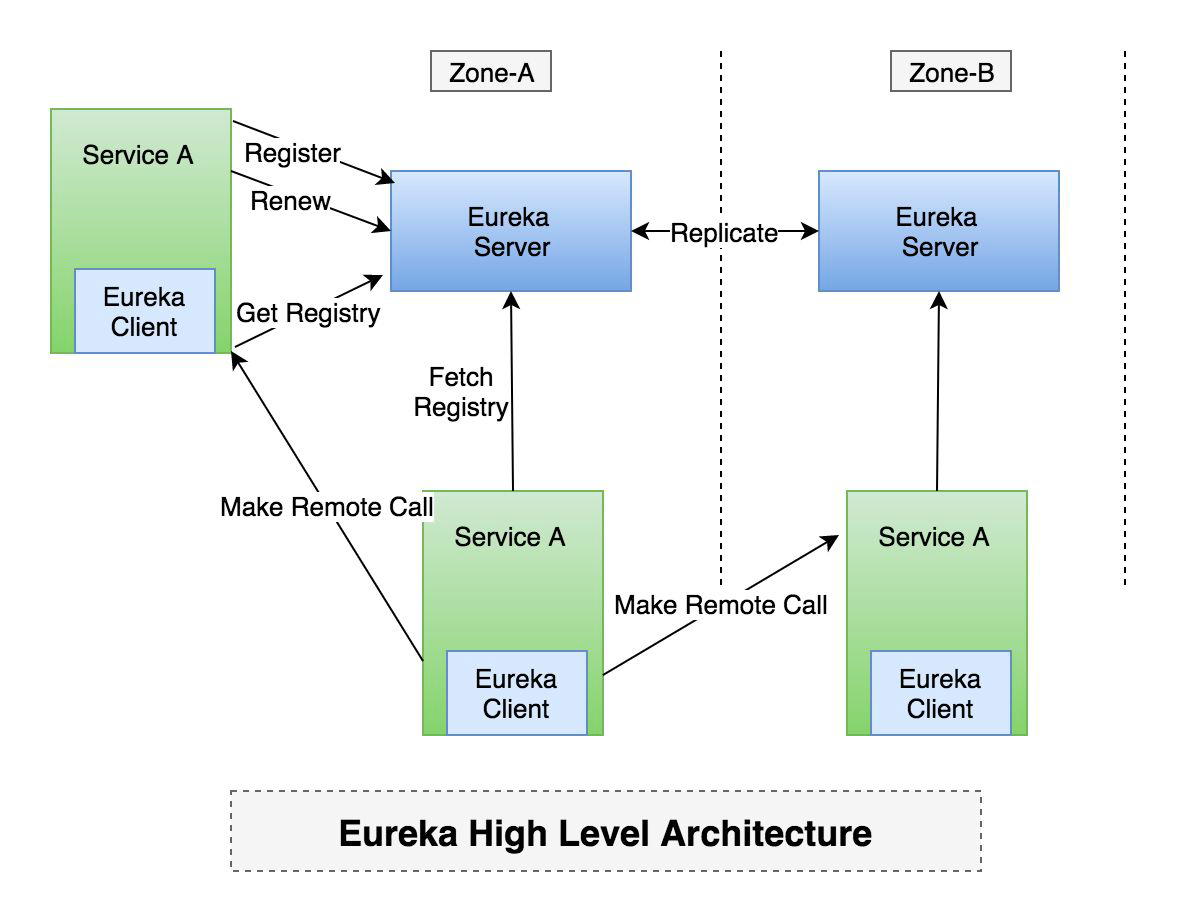 Zone-A
Zone-B
Service A
Register
Renew
Eureka
Server
Replicate
Eureka
Server
Eureka
Client
Get Registry
Fetch
Registry
Make Remote Call
Service A
Service A
Make Remote Call
Eureka
Client
Eureka
Client
Eureka High Level Architecture